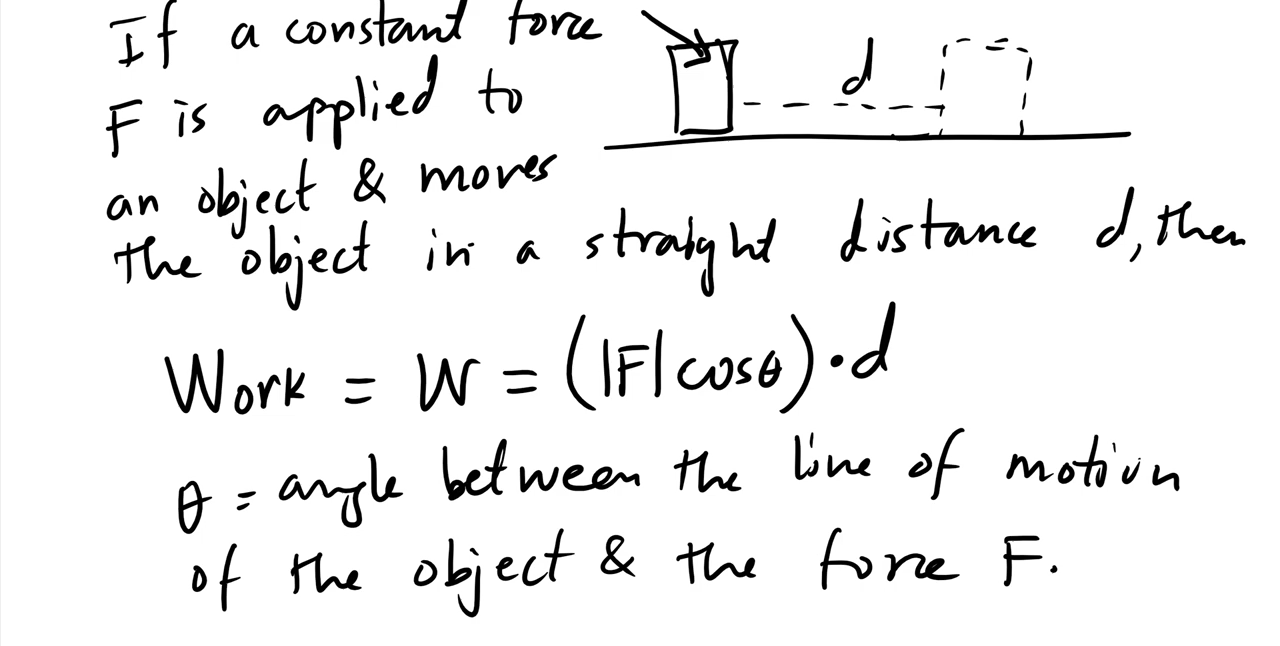 If a constant force
F is applied to
d
an object & moves
the object in a straight distance d, then
Work = W = (|F| cosθ) · d
θ = angle between the line of motion
of the object & the force F.